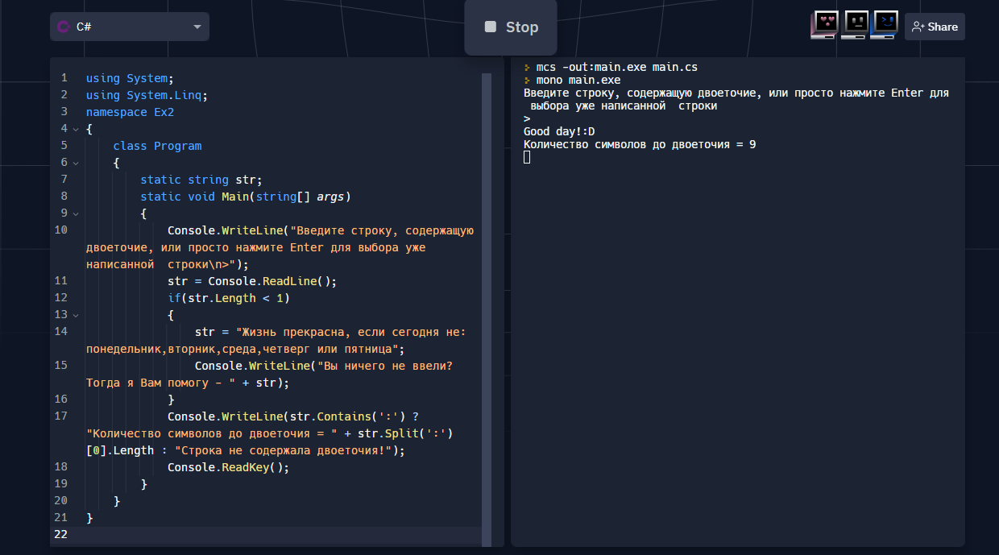 C#
Stop
Share
1 using System;
2 using System.Linq;
3 namespace Ex2
4 {
5 class Program
6 {
7 static string str;
8 static void Main(string[] args)
9 {
10 Console.WriteLine("Введите строку, содержащую
двоеточие, или просто нажмите Enter для выбора уже
написанной  строки\n>");
11 str = Console.ReadLine();
12 if(str.Length < 1)
13 {
14 str = "Жизнь прекрасна, если сегодня не:
понедельник,вторник,среда,четверг или пятница";
15 Console.WriteLine("Вы ничего не ввели?
Тогда я Вам помогу - " + str);
16 }
17 Console.WriteLine(str.Contains(':') ?
"Количество символов до двоеточия = " + str.Split(':')
[0].Length : "Строка не содержала двоеточия!");
18 Console.ReadKey();
19 }
20 }
21 }
22
mcs -out:main.exe main.cs
mono main.exe
Введите строку, содержащую двоеточие, или просто нажмите Enter для
выбора уже написанной  строки
>
Good day!:D
Количество символов до двоеточия = 9